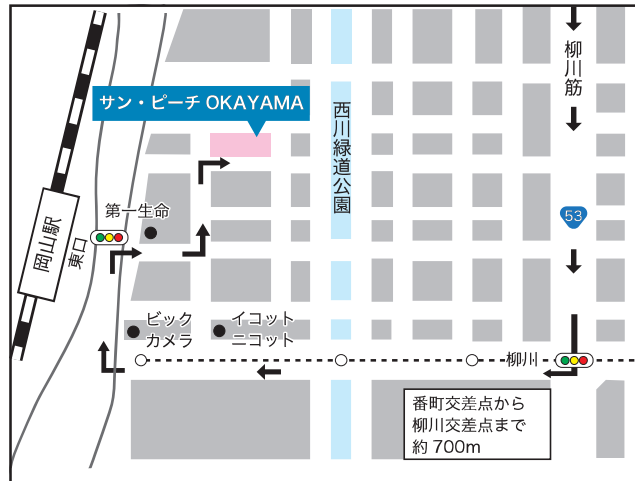 柳川筋
サン・ピーチ OKAYAMA
西川緑道公園
第一生命
53
岡山駅
東口
ビック
カメラ
イコット
ニコット
柳川
番町交差点から
柳川交差点まで
約 700m